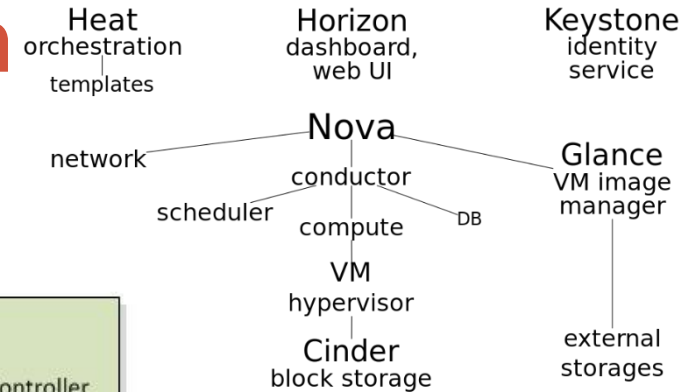 Heat
orchestration
templates
Horizon
dashboard,
web UI
Keystone
identity
service
Nova
network
conductor
scheduler
compute
DB
VM
hypervisor
Cinder
block storage
Glance
VM image
manager
external
storages